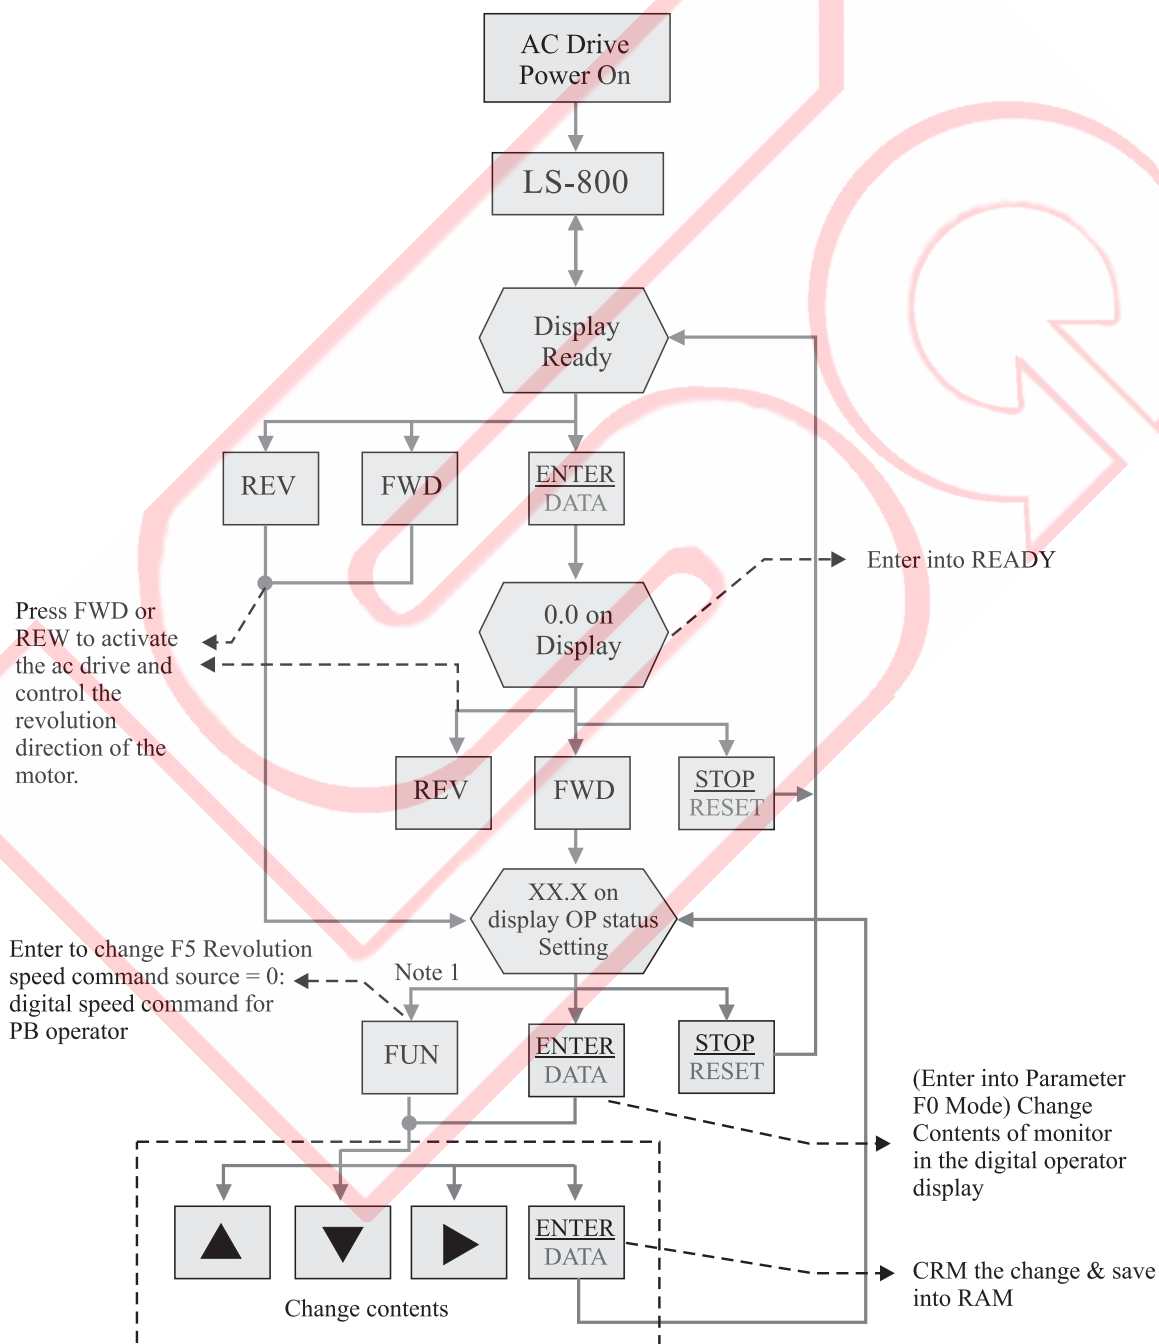 AC Drive
Power On
LS-800
Display
Ready
REV
FWD
ENTER
DATA
Enter into READY
0.0 on
Display
Press FWD or
REW to activate
the ac drive and
control the
revolution
direction of the
motor.
REV
FWD
STOP
RESET
XX.X on
display OP status
Setting
Enter to change F5 Revolution
speed command source = 0:
digital speed command for
PB operator
Note 1
FUN
ENTER
DATA
STOP
RESET
(Enter into Parameter
F0 Mode) Change
Contents of monitor
in the digital operator
display
ENTER
DATA
Change contents
CRM the change & save
into RAM